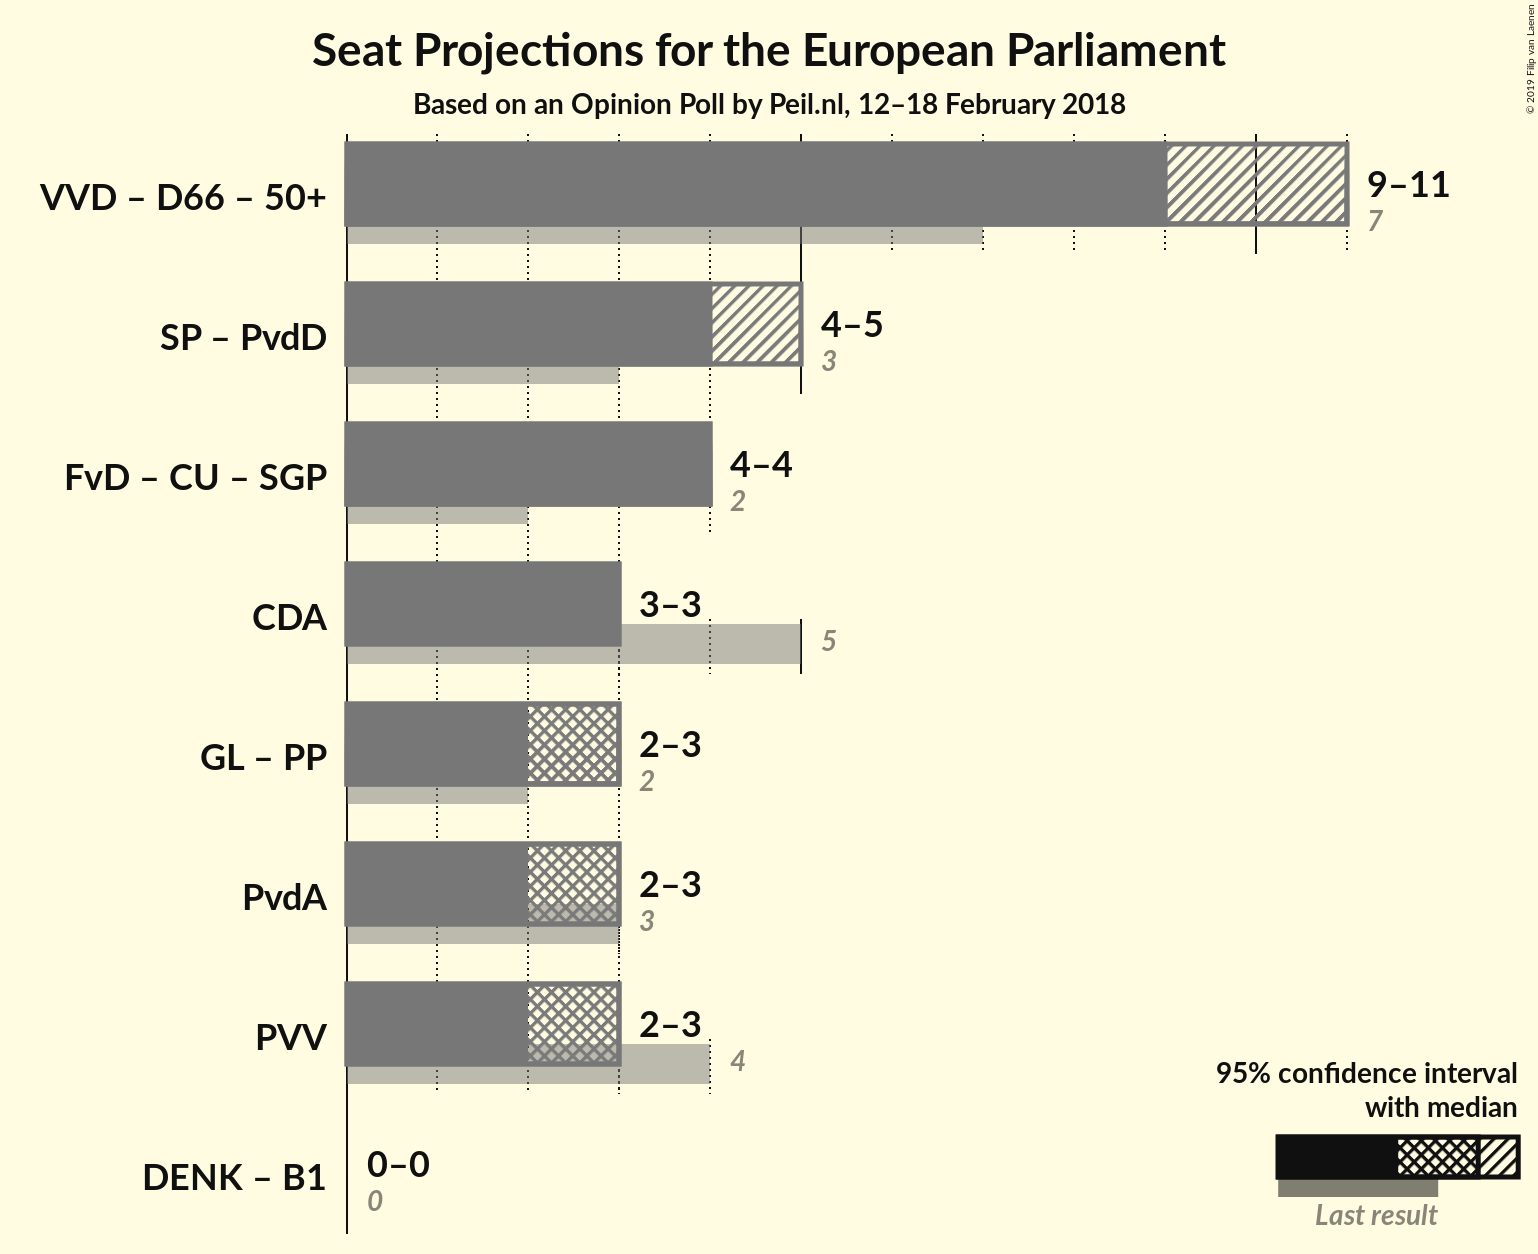 Seat Projections for the European Parliament
Based on an Opinion Poll by Peil.nl, 12–18 February 2018
© 2019 Filip van Laenen
VVD – D66 – 50+
9–11
7
SP – PvdD
4–5
3
FvD – CU – SGP
4–4
2
CDA
3–3
5
GL – PP
2–3
2
PvdA
2–3
3
PVV
2–3
4
DENK – B1
0–0
0
95% confidence interval
with median
Last result